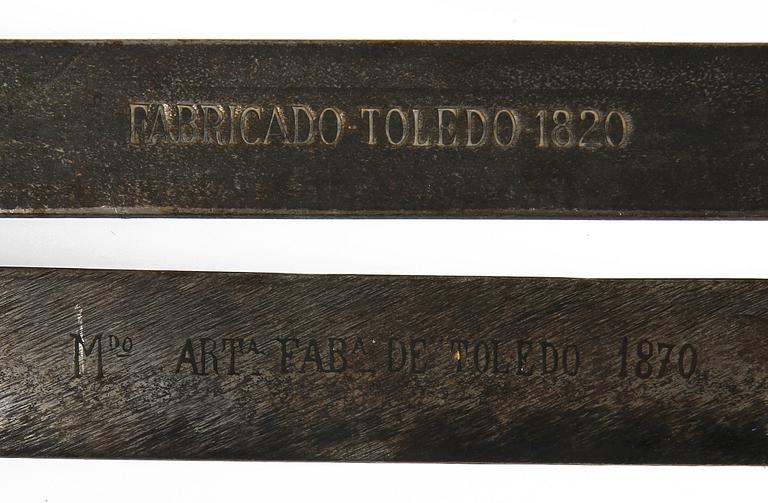 FABRICADO-TOLEDO-1820
Mᴰᴼ ARTᴬ. FABᴬ. DE TOLEDO 1870